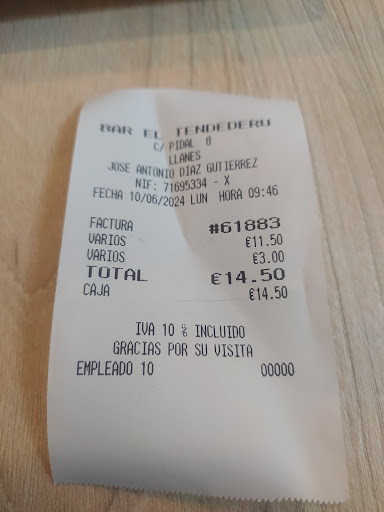 BAR EL TENDEDERU
C/ PIDAL 8
LLANES
JOSE ANTONIO DIAZ GUTIERREZ
NIF: 71695334 - X
FECHA 10/06/2024 LUN HORA 09:46
FACTURA #61883
VARIOS €11.50
VARIOS €3.00
TOTAL €14.50
CAJA €14.50
IVA 10 % INCLUIDO
GRACIAS POR SU VISITA
EMPLEADO 10 00000